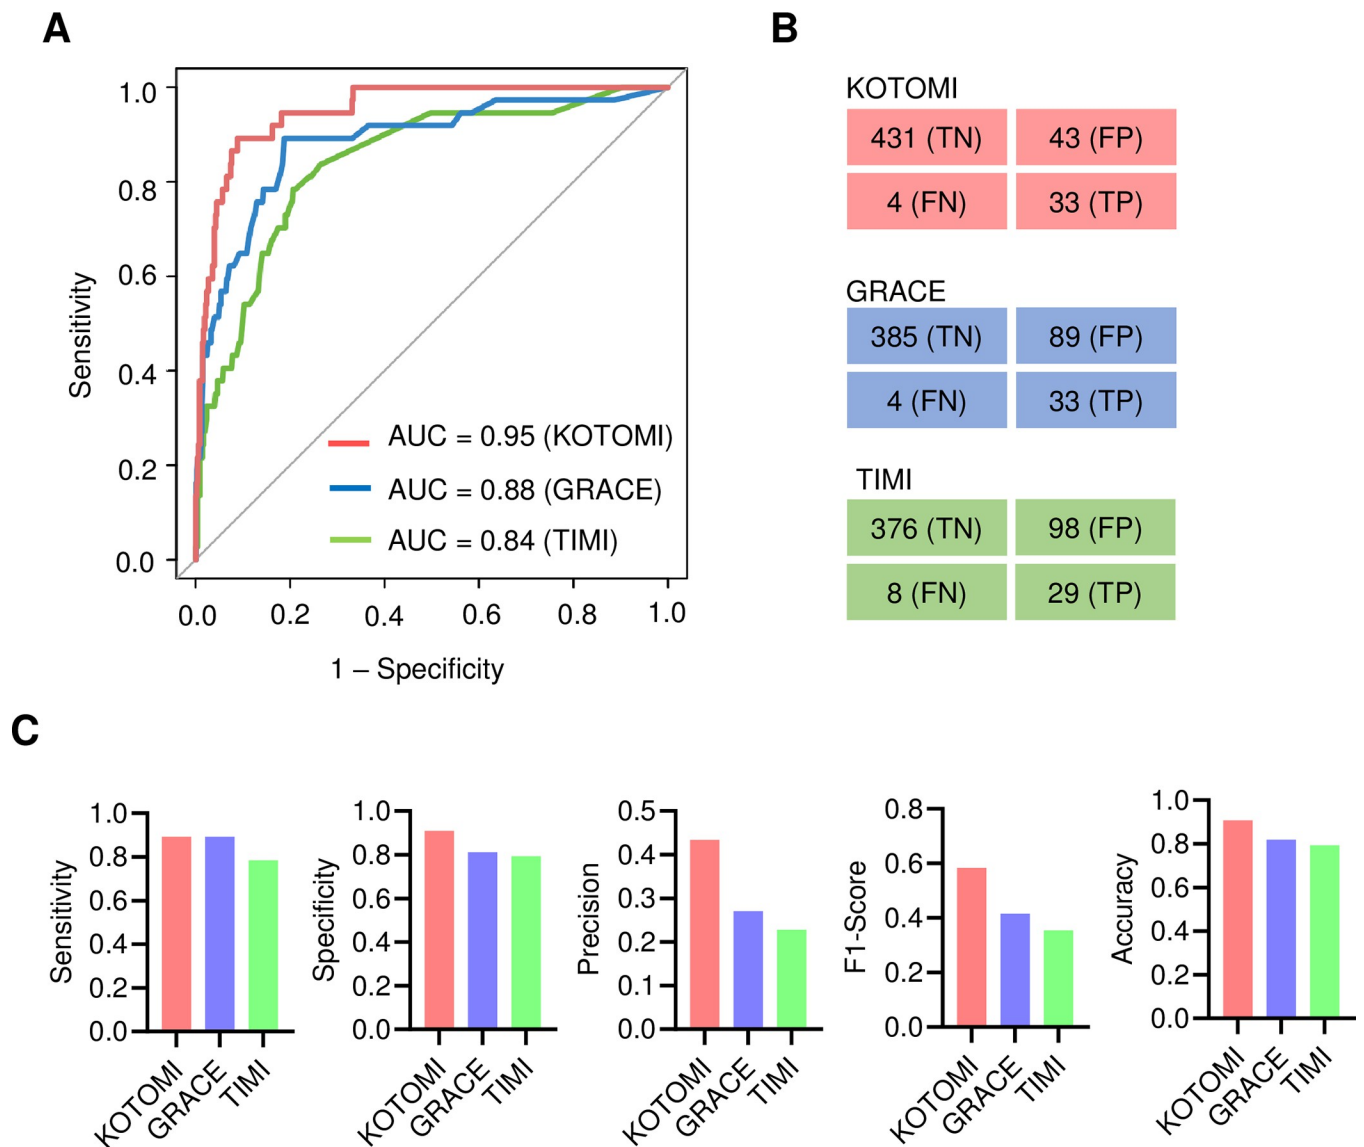 A
1.0
0.8
0.6
0.4
0.2
0.0
Sensitivity
AUC = 0.95 (KOTOMI)
AUC = 0.88 (GRACE)
AUC = 0.84 (TIMI)
0.0 0.2 0.4 0.6 0.8 1.0
1 – Specificity
B
KOTOMI
431 (TN) 43 (FP)
4 (FN) 33 (TP)
GRACE
385 (TN) 89 (FP)
4 (FN) 33 (TP)
TIMI
376 (TN) 98 (FP)
8 (FN) 29 (TP)
C
Sensitivity
1.0
0.8
0.6
0.4
0.2
0.0
KOTOMI
GRACE
TIMI
Specificity
1.0
0.8
0.6
0.4
0.2
0.0
KOTOMI
GRACE
TIMI
Precision
0.5
0.4
0.3
0.2
0.1
0.0
KOTOMI
GRACE
TIMI
F1-Score
0.8
0.6
0.4
0.2
0.0
KOTOMI
GRACE
TIMI
Accuracy
1.0
0.8
0.6
0.4
0.2
0.0
KOTOMI
GRACE
TIMI